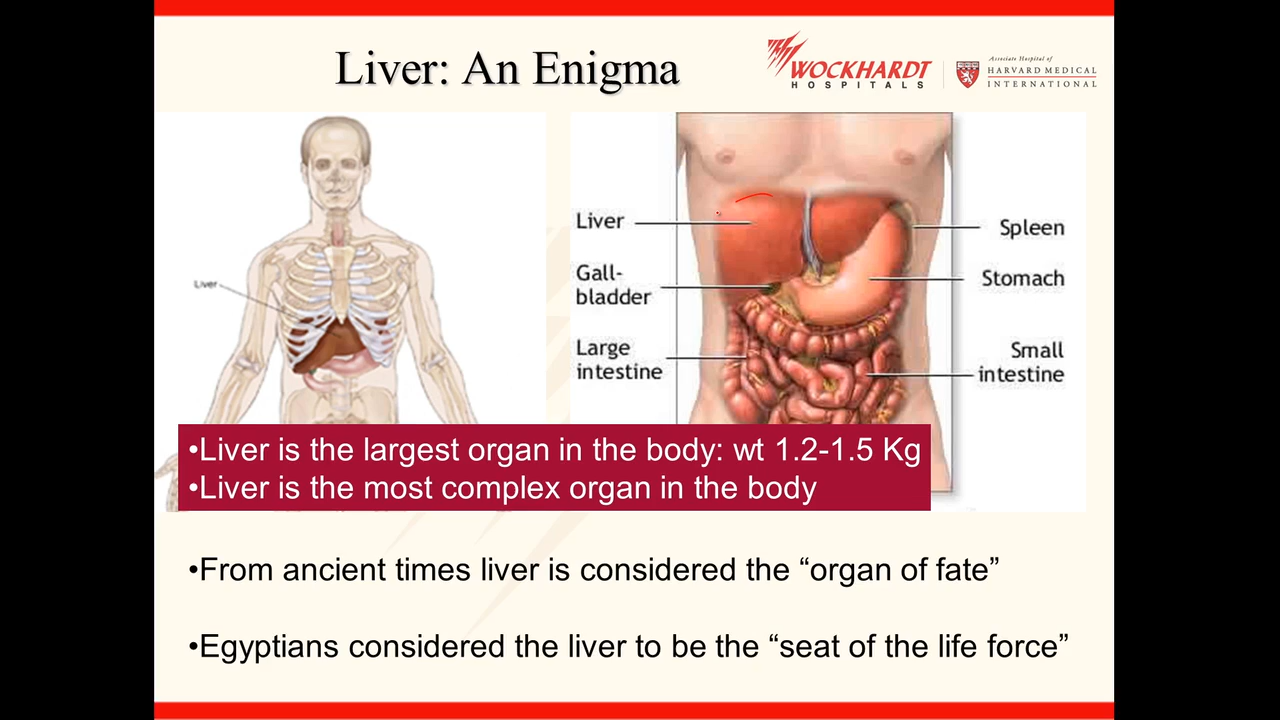 Liver: An Enigma
WOCKHARDT
HOSPITALS
Associate Hospital of
HARVARD MEDICAL
INTERNATIONAL
Liver
Liver
Gall-
bladder
Large
intestine
Spleen
Stomach
Small
intestine
•Liver is the largest organ in the body: wt 1.2-1.5 Kg
•Liver is the most complex organ in the body
•From ancient times liver is considered the “organ of fate”
•Egyptians considered the liver to be the “seat of the life force”